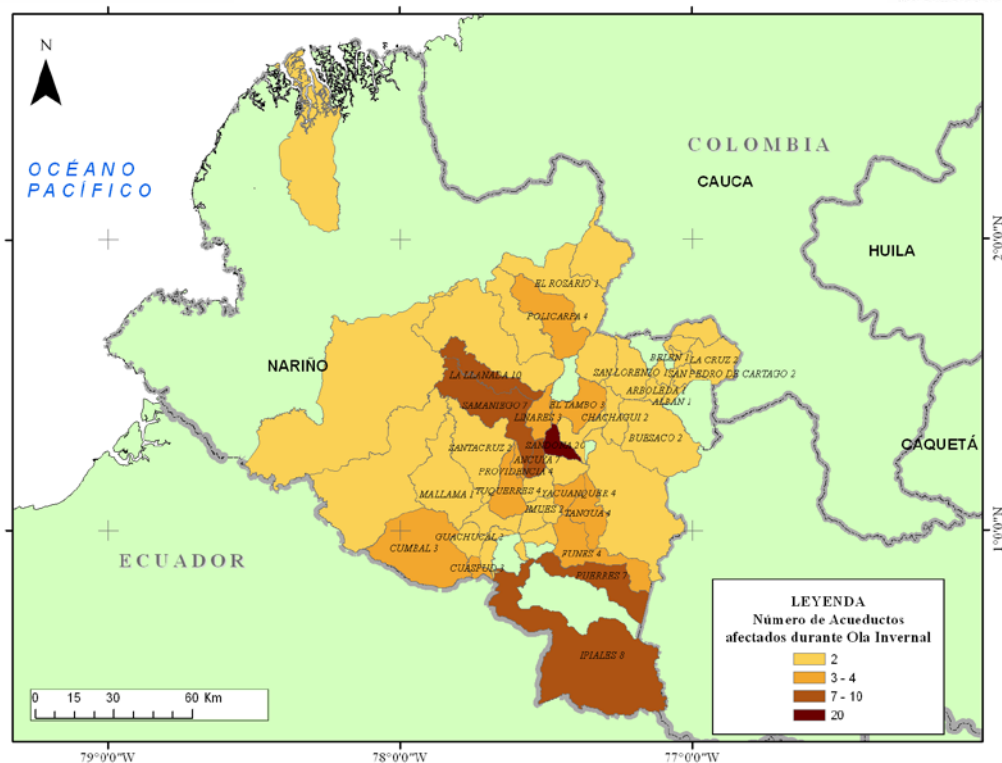 N
OCÉANO
PACÍFICO
COLOMBIA
CAUCA
HUILA
2°0'0"N
EL ROSARIO 1
POLICARPA 4
NARIÑO
BELEN 1
LA CRUZ 2
SAN LORENZO 1
SAN PEDRO DE CARTAGO 2
LA LLANALA 10
ARBOLEDA 1
ALBAN 1
SAMANIEGO 7
EL TAMBO 3
LINARES 3
CHACHAGUI 2
BUESACO 2
CAQUETÁ
SANTACRUZ 2
SANDONA 20
ANCUYA 7
PROVIDENCIA 4
MALLAMA 1
TUQUERRES 4
YACUANQUER 4
IMUES 2
TANGUA 4
1°0'0"N
GUACHUCAL 2
CUMBAL 3
FUNES 4
ECUADOR
CUASPUD 3
PUERRES 7
IPIALES 8
LEYENDA
Número de Acueductos
afectados durante Ola Invernal
2
3 - 4
7 - 10
20
0 15 30 60 Km
79°0'0"W
78°0'0"W
77°0'0"W